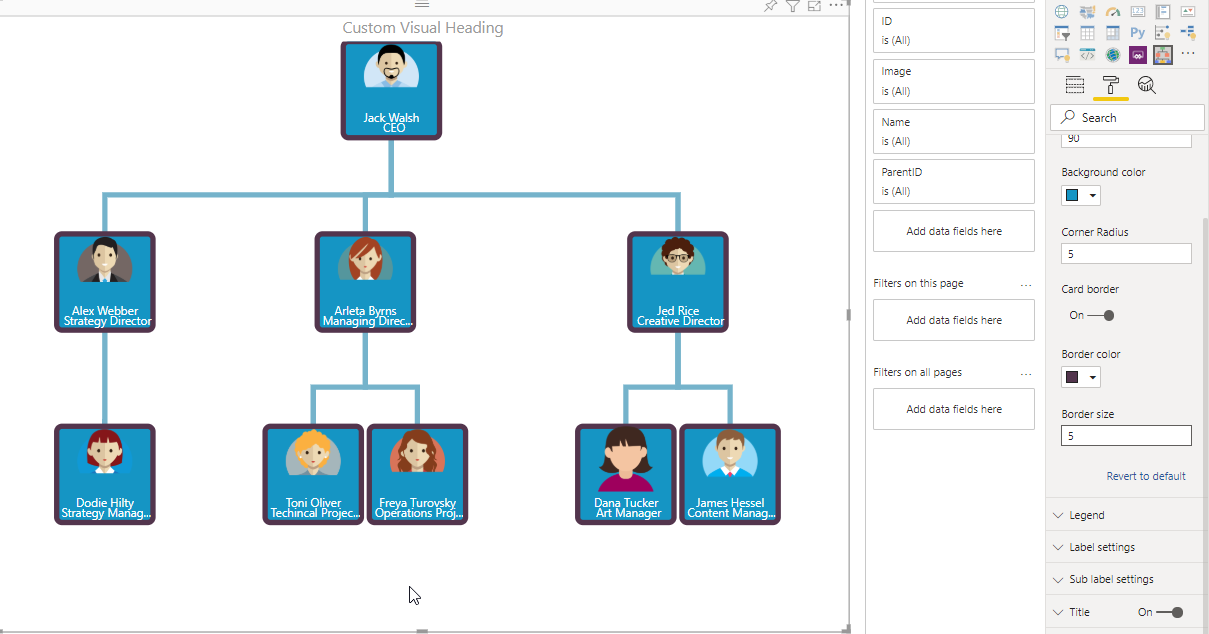 Custom Visual Heading
Jack Walsh
CEO
Alex Webber
Strategy Director
Arleta Byrns
Managing Direc...
Jed Rice
Creative Director
Dodie Hilty
Strategy Manag...
Toni Oliver
Techincal Projec...
Freya Turovsky
Operations Proj...
Dana Tucker
Art Manager
James Hessel
Content Manag...
ID
is (All)
Image
is (All)
Name
is (All)
ParentID
is (All)
Add data fields here
Filters on this page
...
Add data fields here
Filters on all pages
...
Add data fields here
Py
...
Search
90
Background color
Corner Radius
5
Card border
On
Border color
Border size
5
Revert to default
Legend
Label settings
Sub label settings
Title On